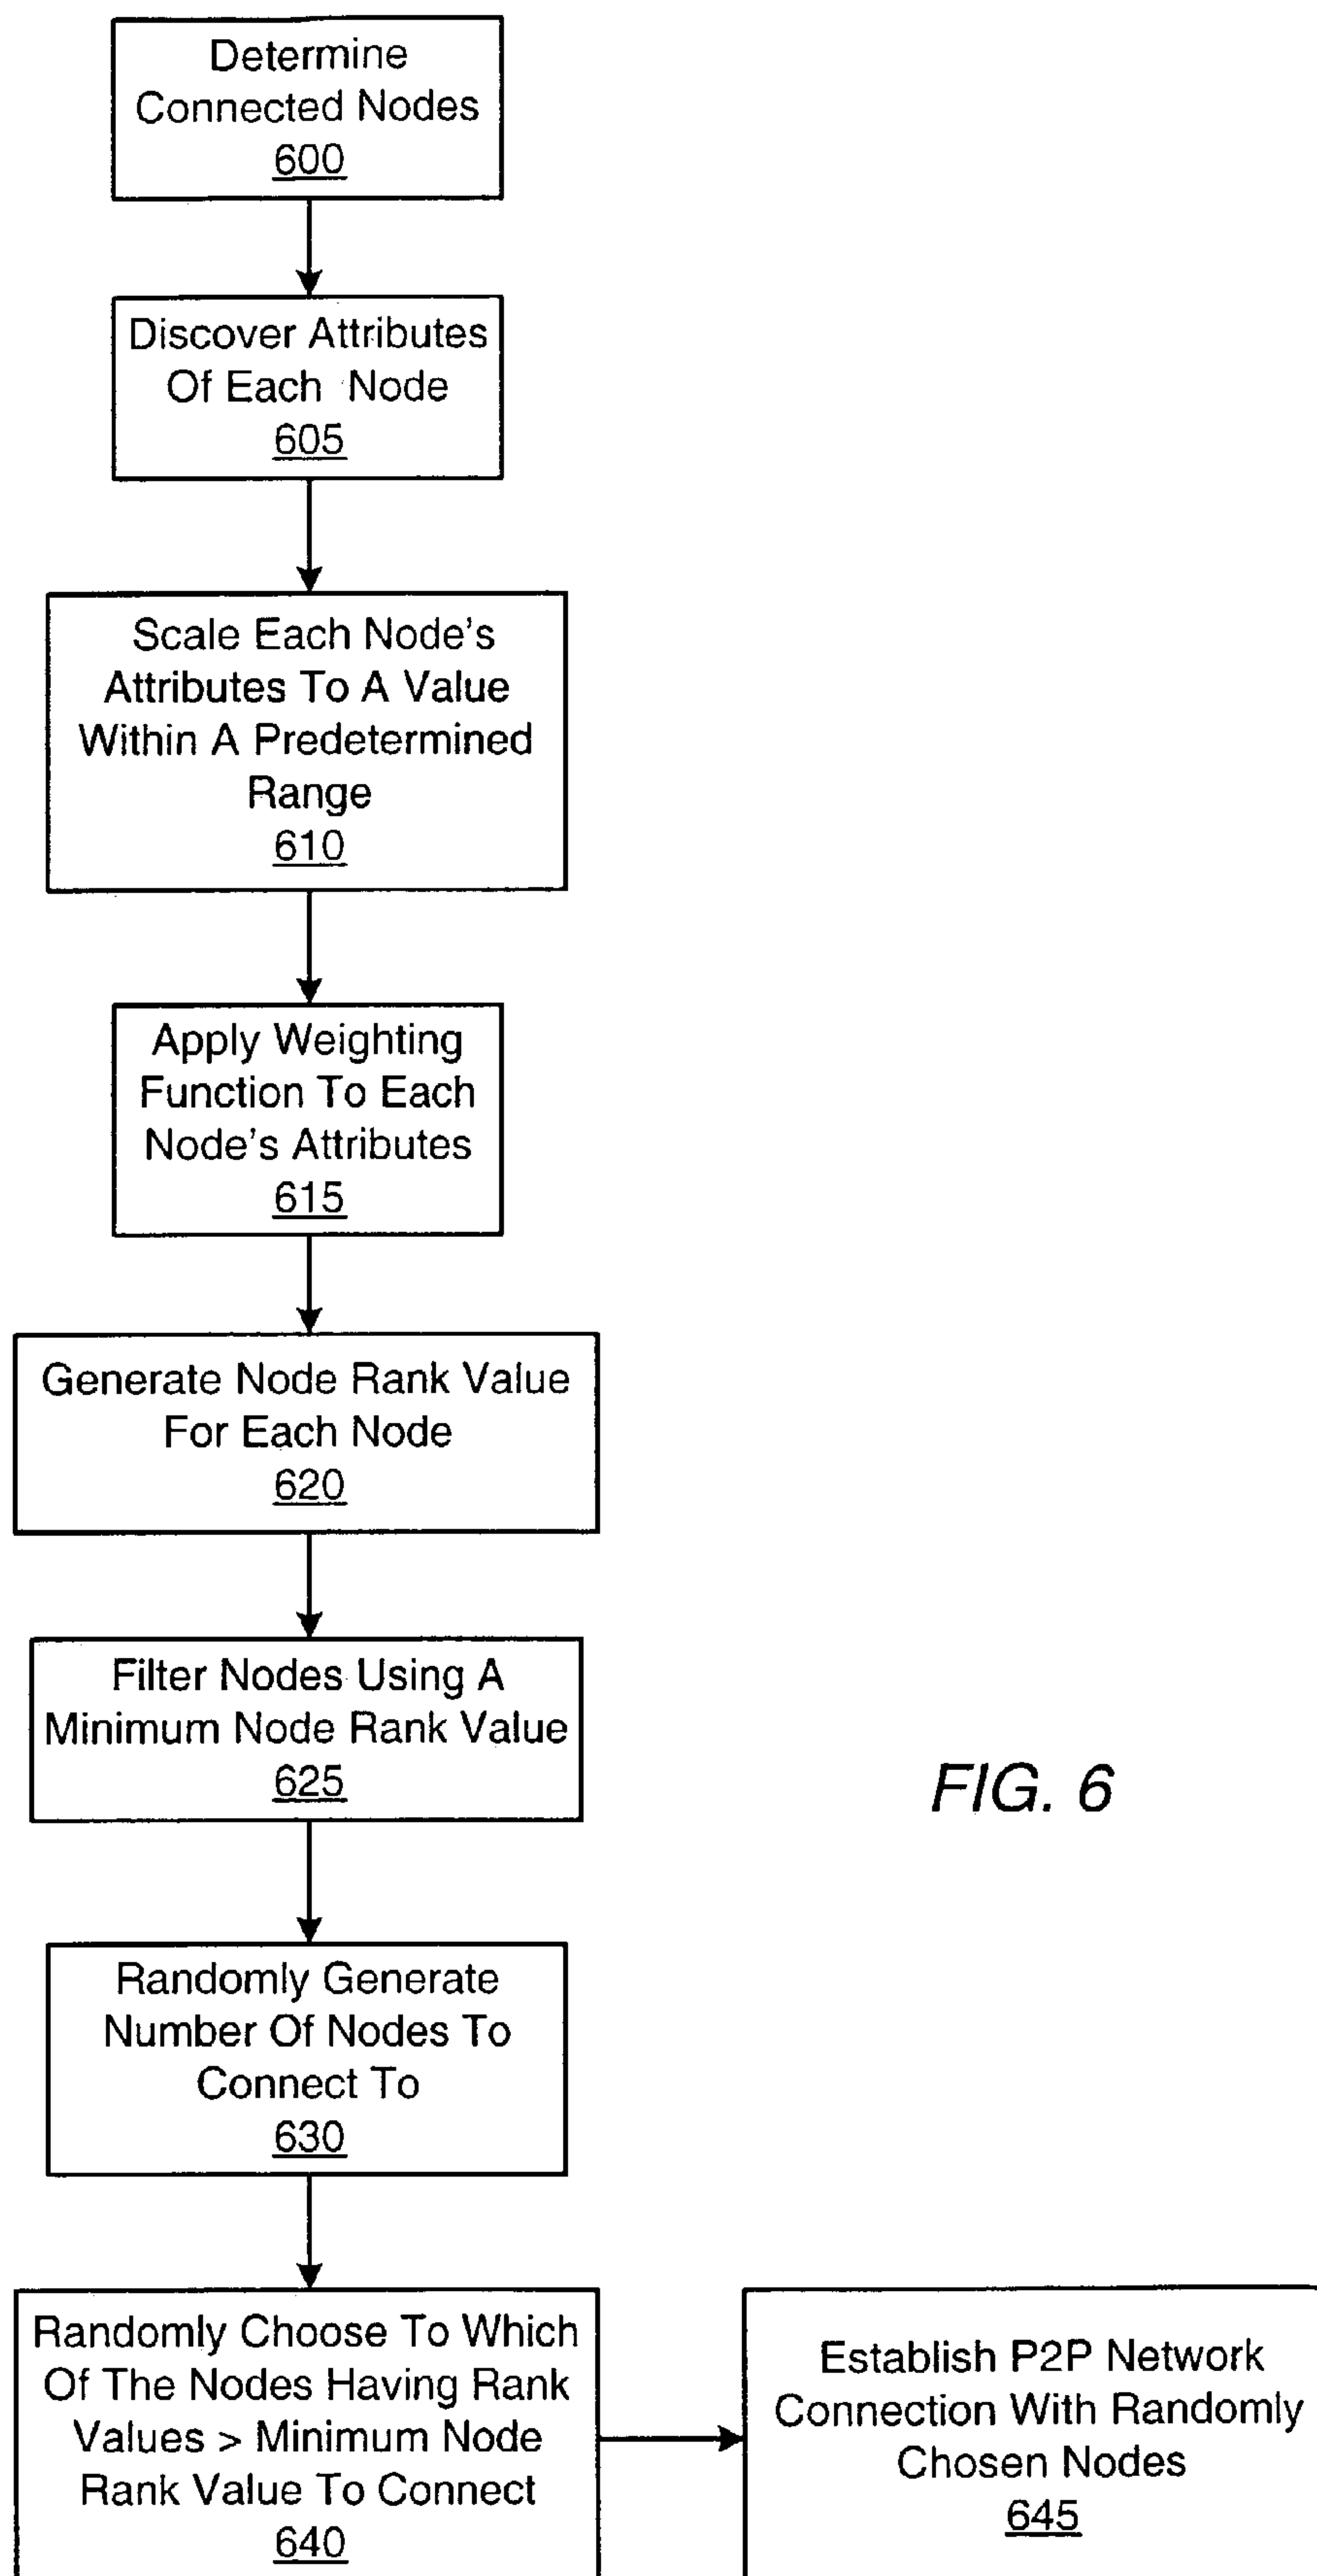 Determine
Connected Nodes
600
Discover Attributes
Of Each Node
605
Scale Each Node's
Attributes To A Value
Within A Predetermined
Range
610
Apply Weighting
Function To Each
Node's Attributes
615
Generate Node Rank Value
For Each Node
620
Filter Nodes Using A
Minimum Node Rank Value
625
FIG. 6
Randomly Generate
Number Of Nodes To
Connect To
630
Randomly Choose To Which
Of The Nodes Having Rank
Values > Minimum Node
Rank Value To Connect
640
Establish P2P Network
Connection With Randomly
Chosen Nodes
645